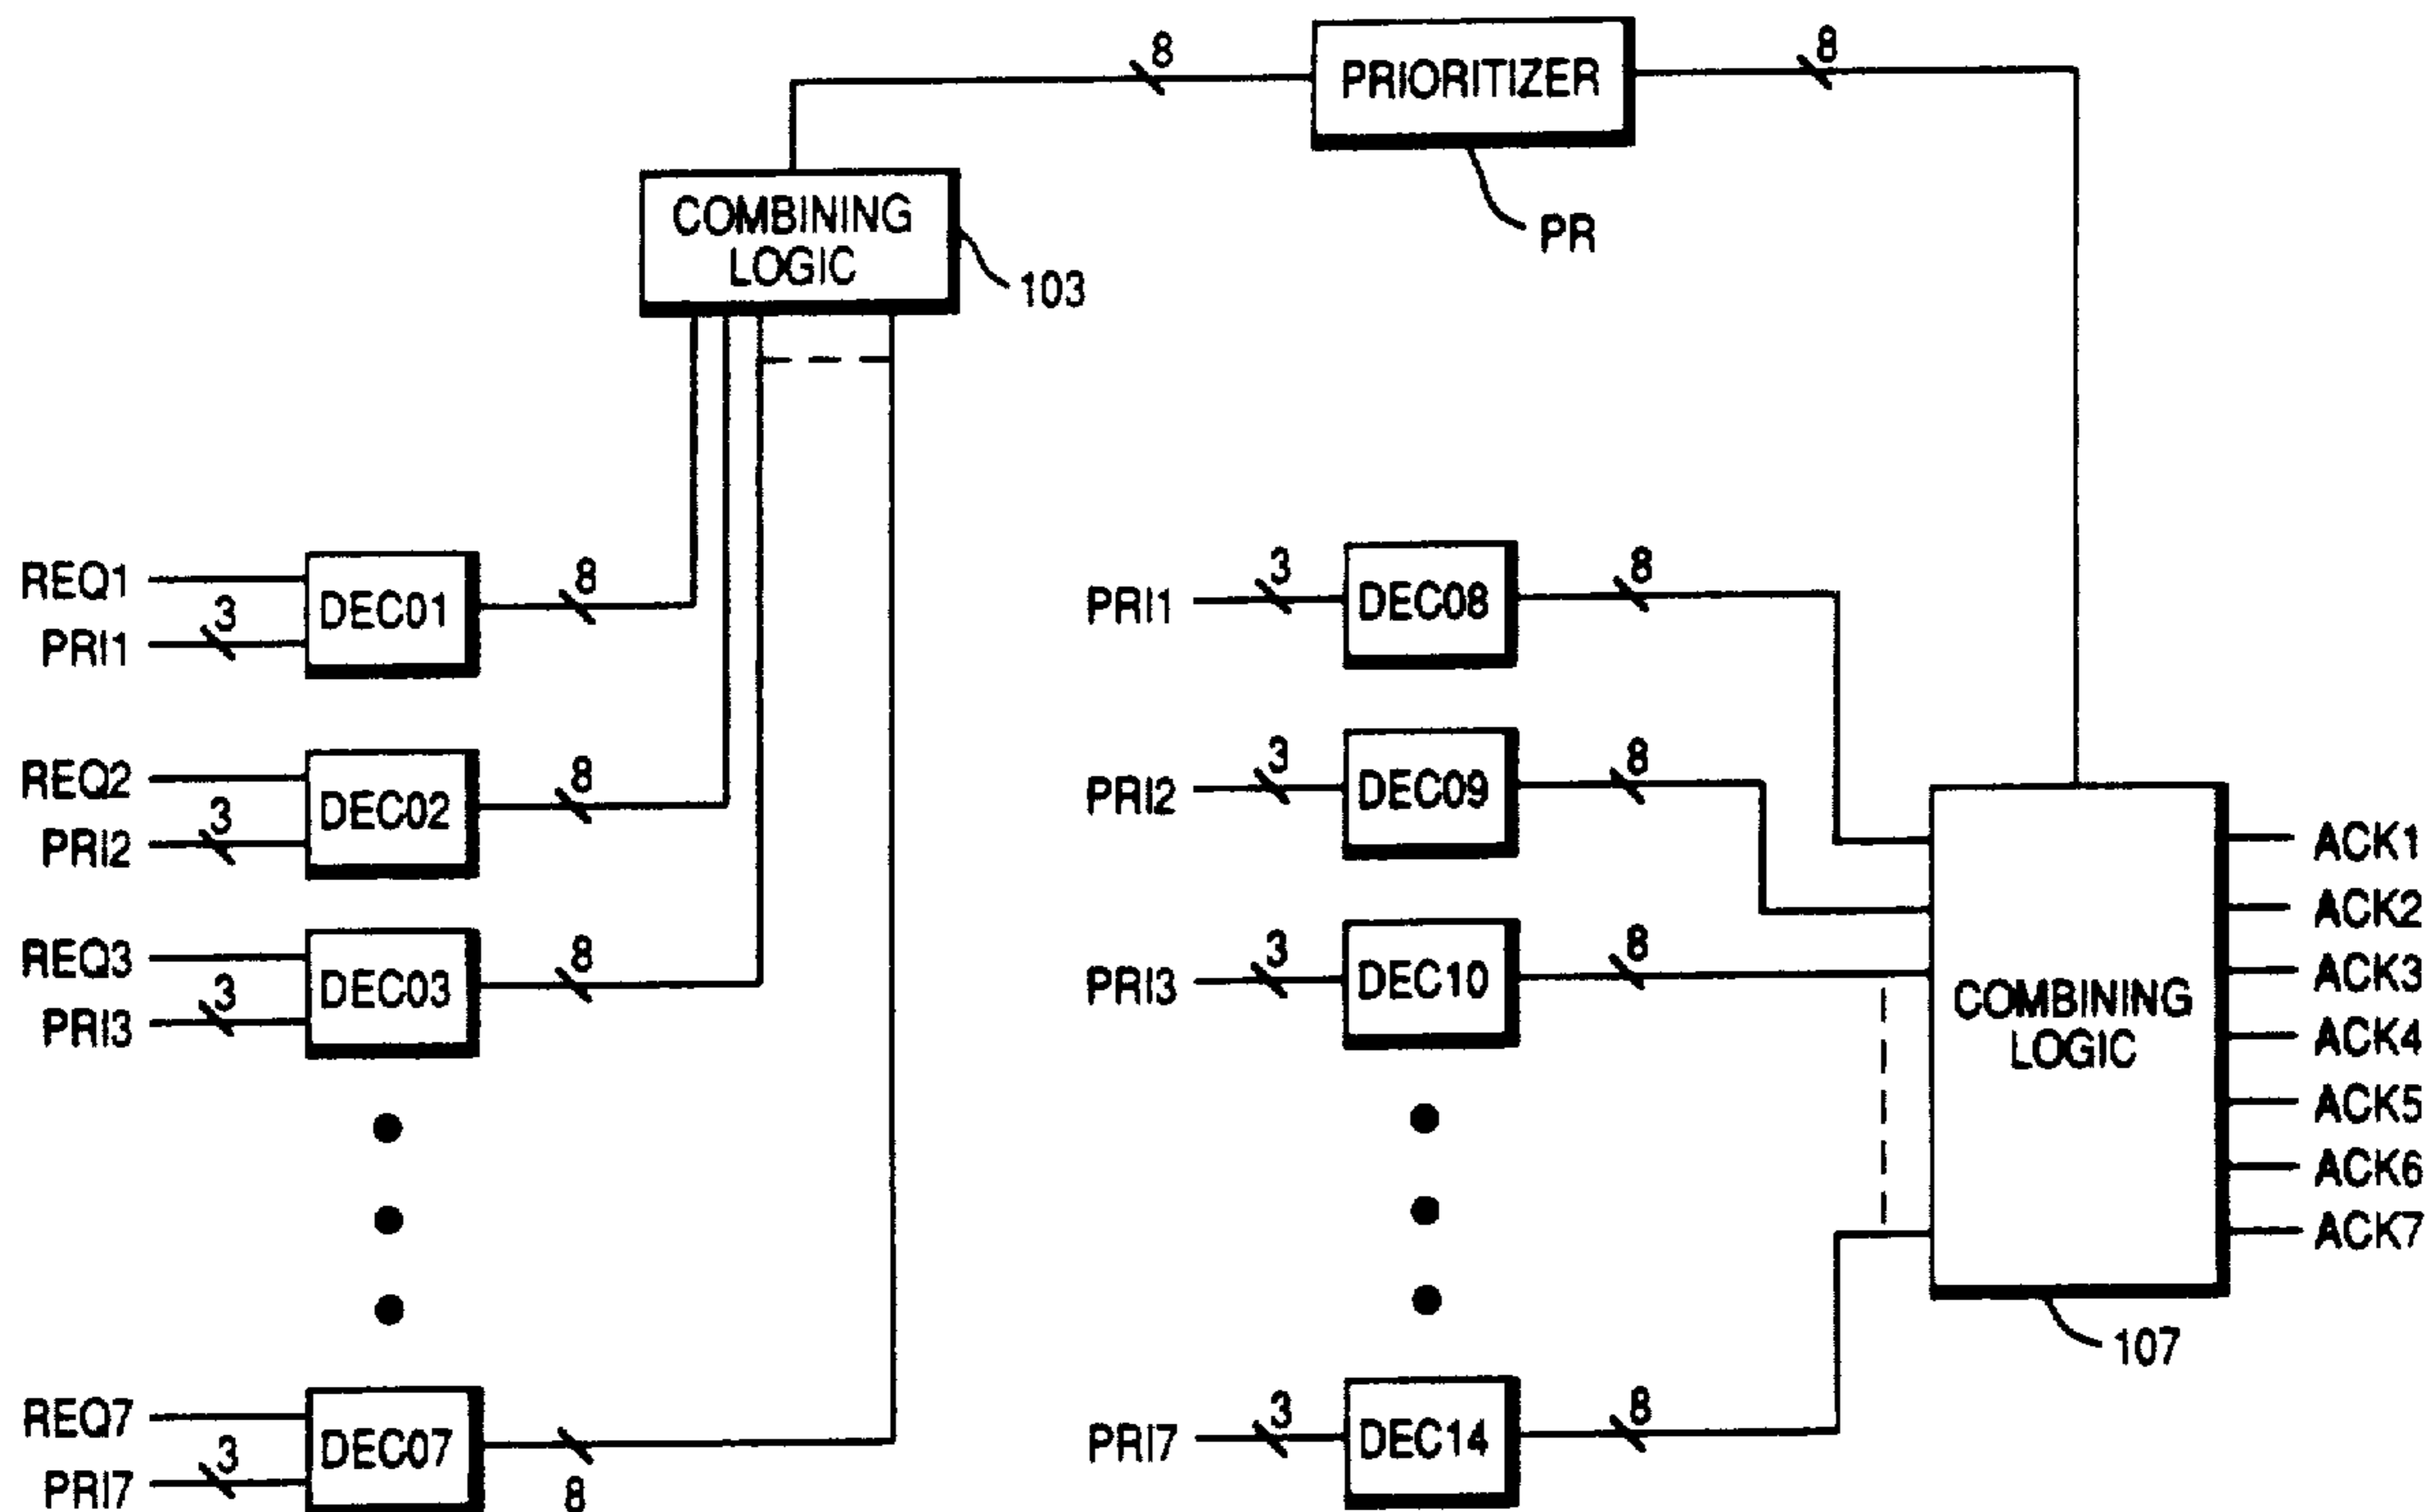 8
PRIORITIZER
8
PR
COMBINING
LOGIC
103
REQ1
PRI1
3
DEC01
8
REQ2
PRI2
3
DEC02
8
REQ3
PRI3
3
DEC03
8
REQ7
PRI7
3
DEC07
8
PRI1
3
DEC08
8
PRI2
3
DEC09
8
PRI3
3
DEC10
8
PRI7
3
DEC14
8
COMBINING
LOGIC
107
ACK1
ACK2
ACK3
ACK4
ACK5
ACK6
ACK7